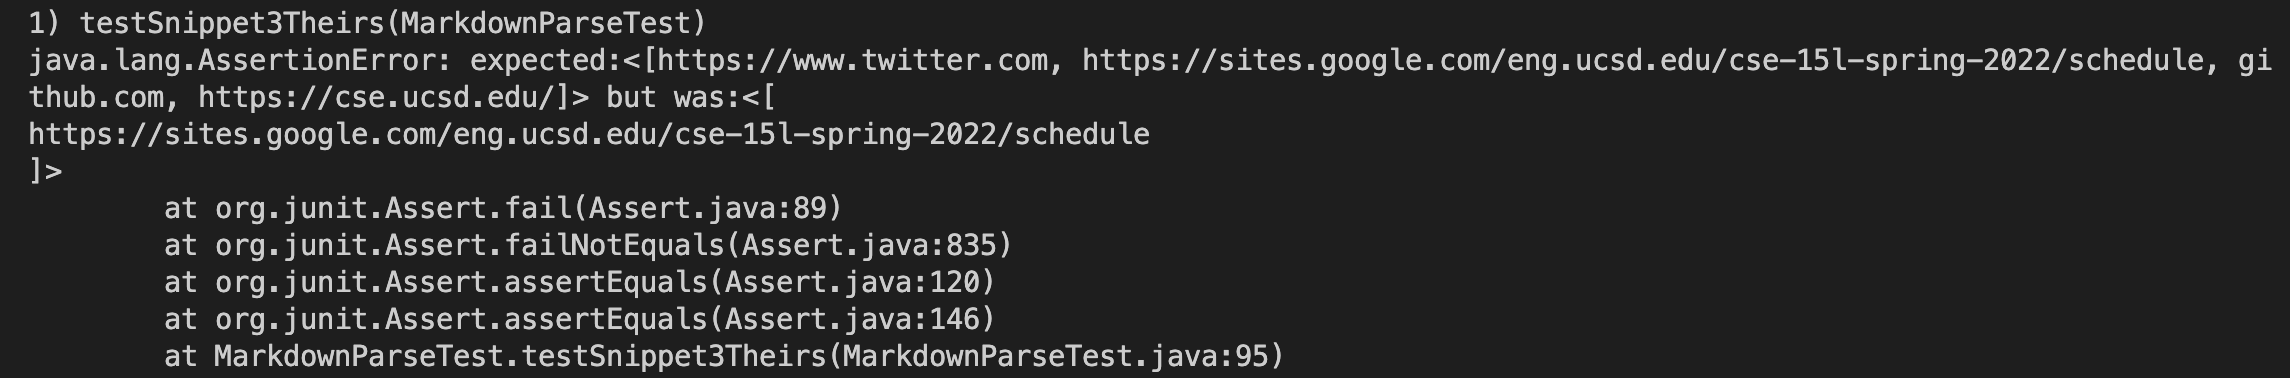 1) testSnippet3Theirs(MarkdownParseTest)
java.lang.AssertionError: expected:<[https://www.twitter.com, https://sites.google.com/eng.ucsd.edu/cse-15l-spring-2022/schedule, gi
thub.com, https://cse.ucsd.edu/]> but was:<[
https://sites.google.com/eng.ucsd.edu/cse-15l-spring-2022/schedule
]>
at org.junit.Assert.fail(Assert.java:89)
at org.junit.Assert.failNotEquals(Assert.java:835)
at org.junit.Assert.assertEquals(Assert.java:120)
at org.junit.Assert.assertEquals(Assert.java:146)
at MarkdownParseTest.testSnippet3Theirs(MarkdownParseTest.java:95)